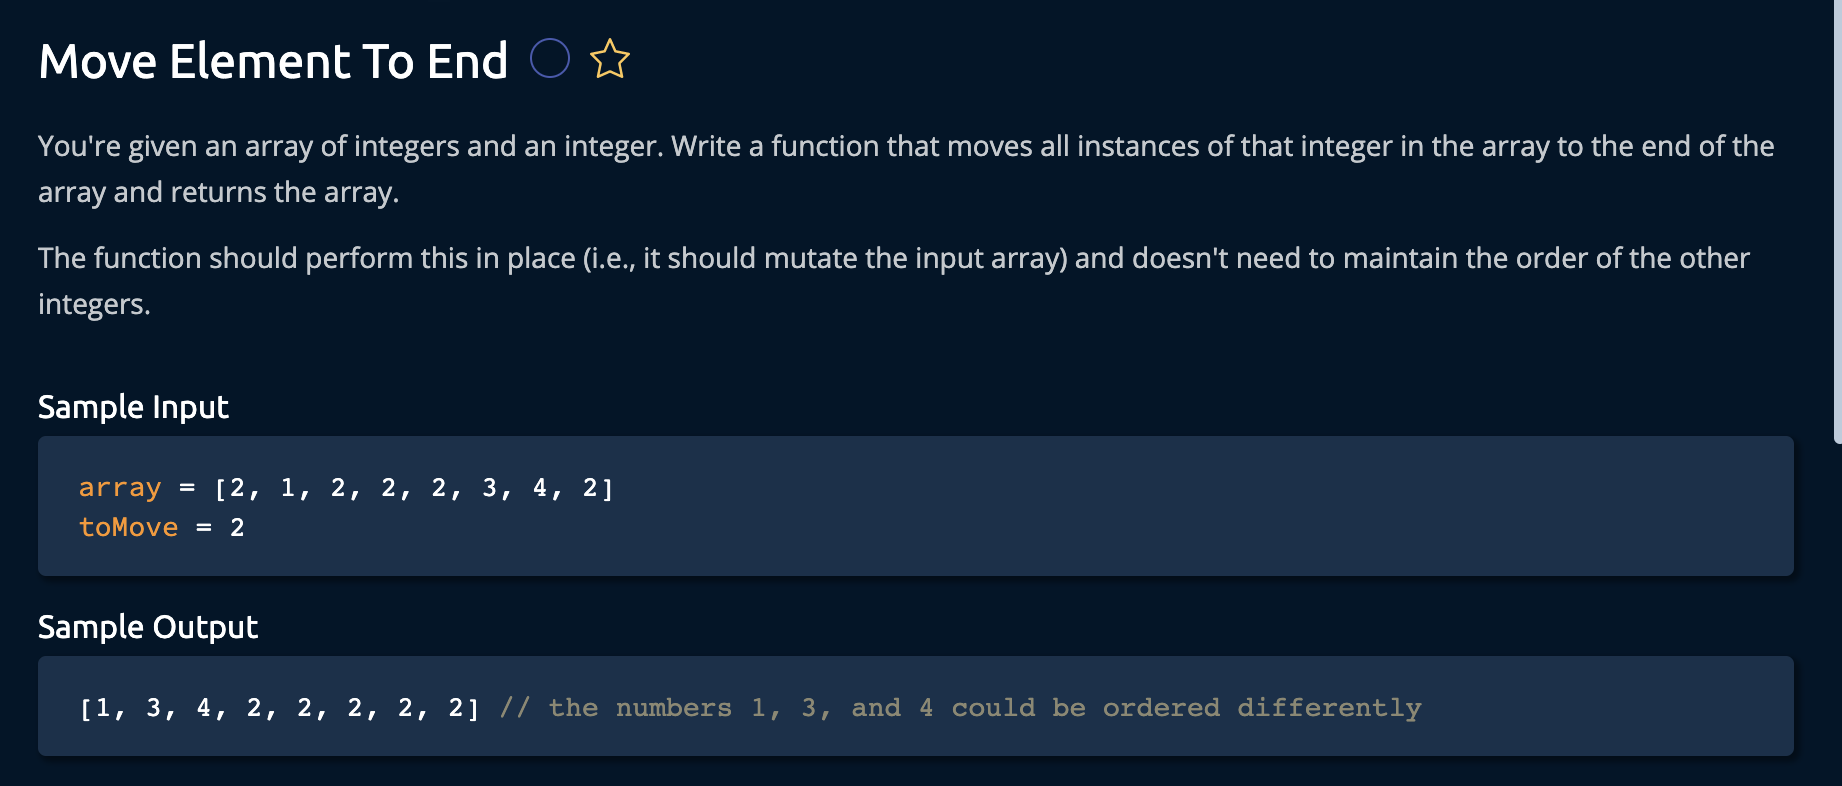 Move Element To End
You're given an array of integers and an integer. Write a function that moves all instances of that integer in the array to the end of the
array and returns the array.
The function should perform this in place (i.e., it should mutate the input array) and doesn't need to maintain the order of the other
integers.
Sample Input
array = [2, 1, 2, 2, 2, 3, 4, 2]
toMove = 2
Sample Output
[1, 3, 4, 2, 2, 2, 2, 2] // the numbers 1, 3, and 4 could be ordered differently